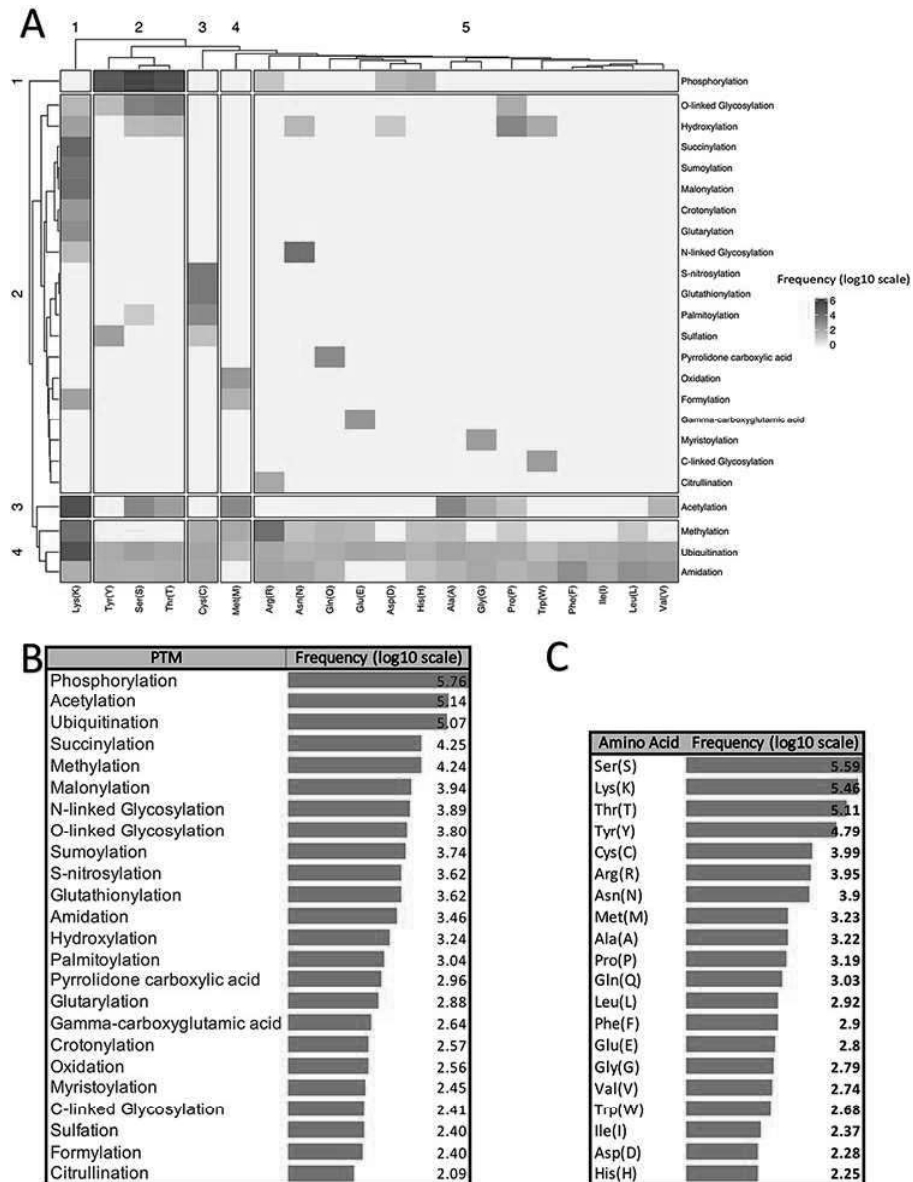 A
1 2 3 4 5
1
Phosphorylation
O-linked Glycosylation
Hydroxylation
Succinylation
Sumoylation
Malonylation
Crotonylation
Glutarylation
N-linked Glycosylation
2
S-nitrosylation
Glutathionylation
Palmitoylation
Sulfation
Pyrrolidone carboxylic acid
Oxidation
Formylation
Gamma-carboxyglutamic acid
Myristoylation
C-linked Glycosylation
Citrullination
3
Acetylation
4
Methylation
Ubiquitination
Amidation
Frequency (log10 scale)
6
4
2
0
Lys(K) Tyr(Y) Ser(S) Thr(T) Cys(C) Met(M) Arg(R) Asn(N) Gln(Q) Glu(E) Asp(D) His(H) Ala(A) Gly(G) Pro(P) Trp(W) Phe(F) Ile(I) Leu(L) Val(V)
B
PTM Frequency (log10 scale)
Phosphorylation 5.76
Acetylation 5.14
Ubiquitination 5.07
Succinylation 4.25
Methylation 4.24
Malonylation 3.94
N-linked Glycosylation 3.89
O-linked Glycosylation 3.80
Sumoylation 3.74
S-nitrosylation 3.62
Glutathionylation 3.62
Amidation 3.46
Hydroxylation 3.24
Palmitoylation 3.04
Pyrrolidone carboxylic acid 2.96
Glutarylation 2.88
Gamma-carboxyglutamic acid 2.64
Crotonylation 2.57
Oxidation 2.56
Myristoylation 2.45
C-linked Glycosylation 2.41
Sulfation 2.40
Formylation 2.40
Citrullination 2.09
C
Amino Acid Frequency (log10 scale)
Ser(S) 5.59
Lys(K) 5.46
Thr(T) 5.11
Tyr(Y) 4.79
Cys(C) 3.99
Arg(R) 3.95
Asn(N) 3.9
Met(M) 3.23
Ala(A) 3.22
Pro(P) 3.19
Gln(Q) 3.03
Leu(L) 2.92
Phe(F) 2.9
Glu(E) 2.8
Gly(G) 2.79
Val(V) 2.74
Trp(W) 2.68
Ile(I) 2.37
Asp(D) 2.28
His(H) 2.25